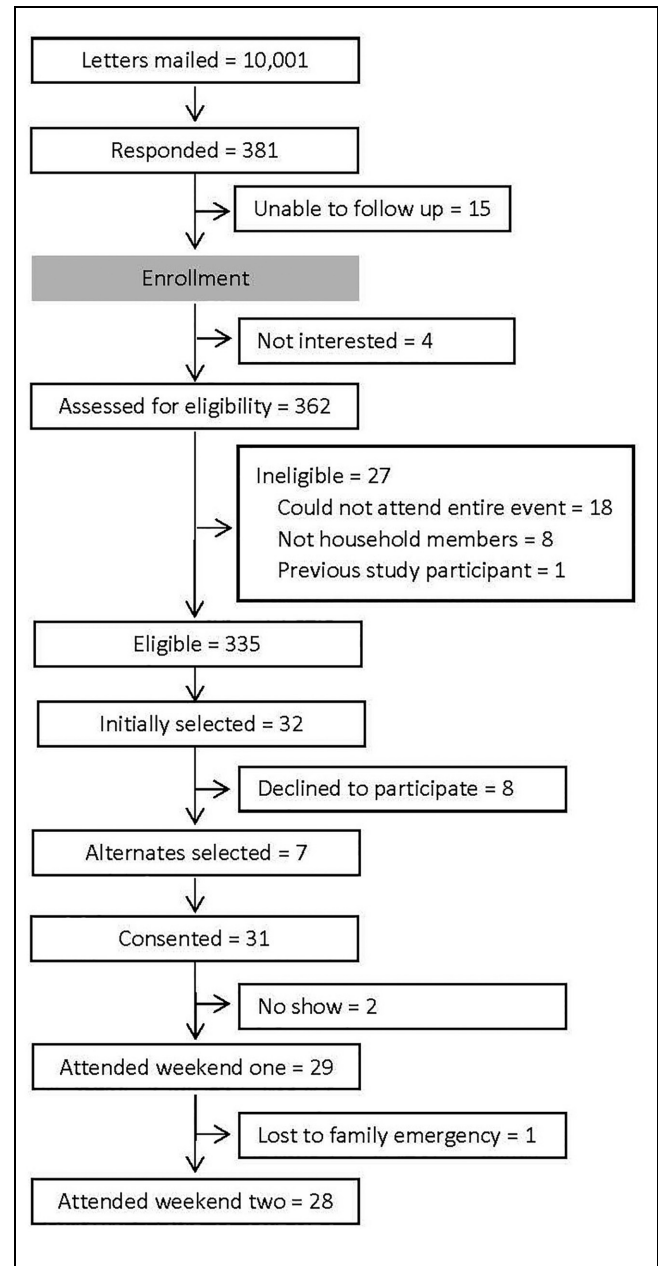 Letters mailed = 10,001
Responded = 381
Unable to follow up = 15
Enrollment
Not interested = 4
Assessed for eligibility = 362
Ineligible = 27
Could not attend entire event = 18
Not household members = 8
Previous study participant = 1
Eligible = 335
Initially selected = 32
Declined to participate = 8
Alternates selected = 7
Consented = 31
No show = 2
Attended weekend one = 29
Lost to family emergency = 1
Attended weekend two = 28